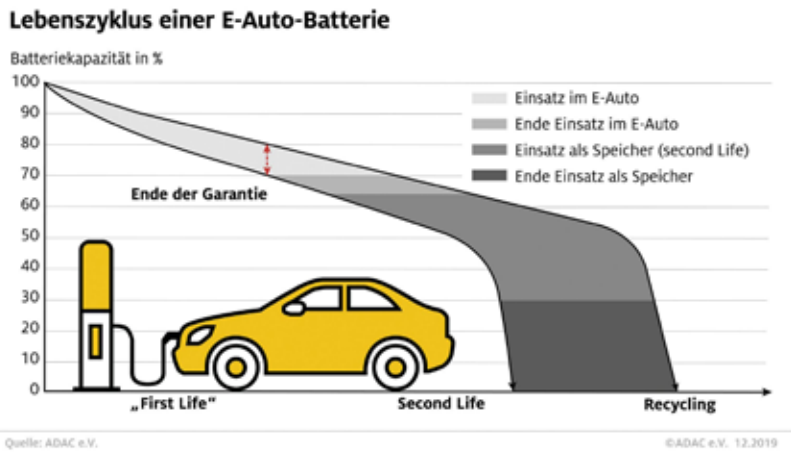 Lebenszyklus einer E-Auto-Batterie
Batteriekapazität in %
100
90
80
70
60
50
40
30
20
10
0
Einsatz im E-Auto
Ende Einsatz im E-Auto
Einsatz als Speicher (second Life)
Ende Einsatz als Speicher
Ende der Garantie
„First Life“
Second Life
Recycling
Quelle: ADAC e.V.
©ADAC e.V. 12.2019